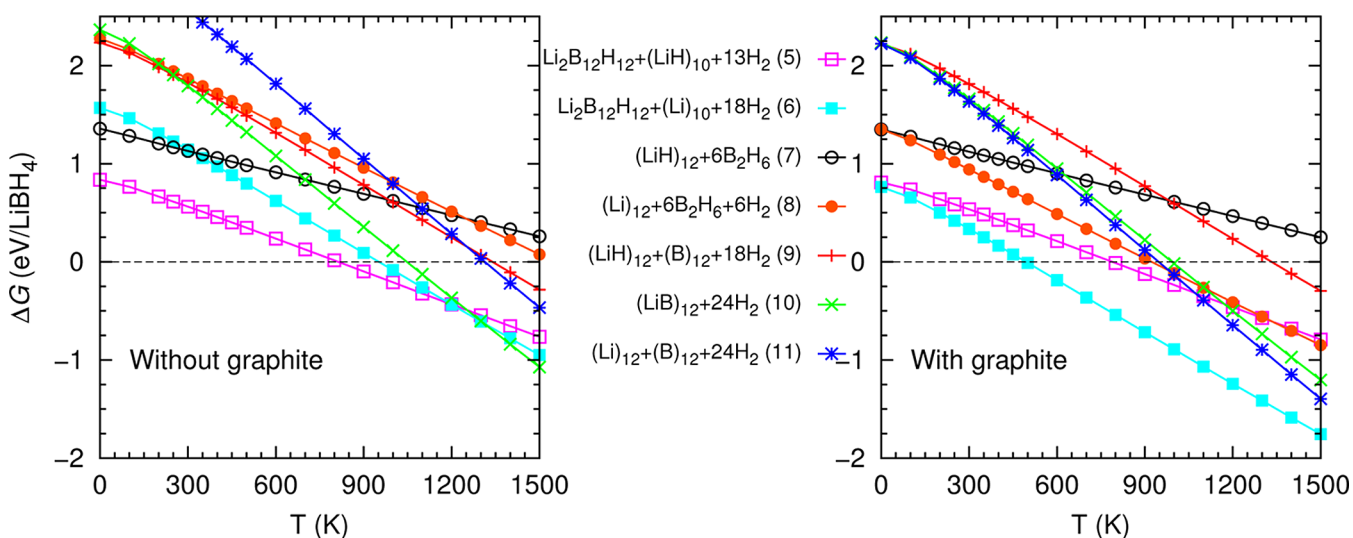 ΔG (eV/LiBH₄)
2
1
0
−1
−2
Without graphite
0 300 600 900 1200 1500
T (K)
Li₂B₁₂H₁₂+(LiH)₁₀+13H₂ (5)
Li₂B₁₂H₁₂+(Li)₁₀+18H₂ (6)
(LiH)₁₂+6B₂H₆ (7)
(Li)₁₂+6B₂H₆+6H₂ (8)
(LiH)₁₂+(B)₁₂+18H₂ (9)
(LiB)₁₂+24H₂ (10)
(Li)₁₂+(B)₁₂+24H₂ (11)
2
1
0
−1
−2
With graphite
0 300 600 900 1200 1500
T (K)